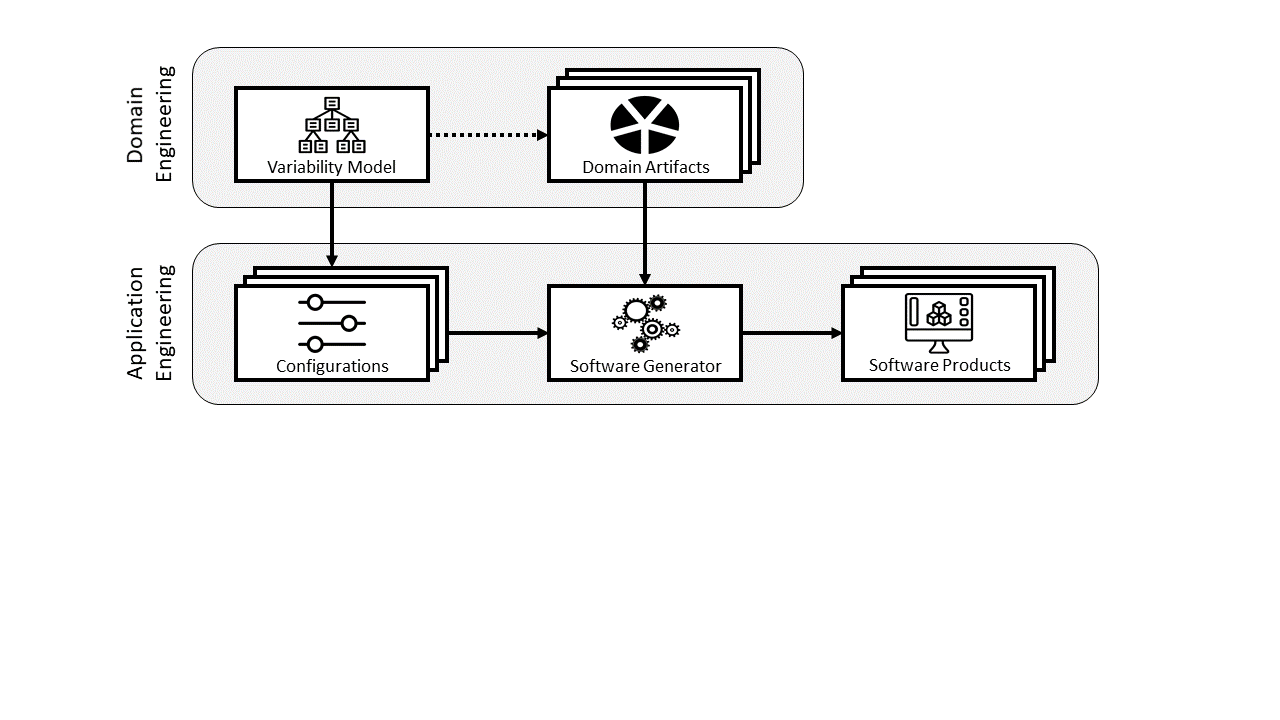 Domain
Engineering
Variability Model
Domain Artifacts
Application
Engineering
Configurations
Software Generator
Software Products